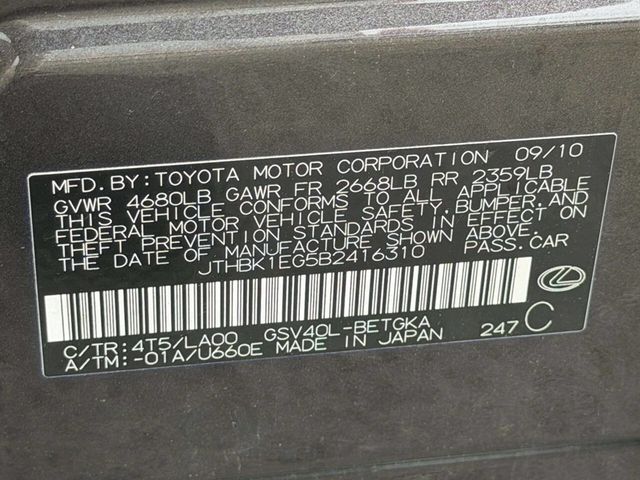 MFD.BY:TOYOTA MOTOR CORPORATION 09/10
GVWR 4680LB GAWR FR 2668LB RR 2359LB
THIS VEHICLE CONFORMS TO ALL APPLICABLE
FEDERAL MOTOR VEHICLE SAFETY,BUMPER,AND
THEFT PREVENTION STANDARDS IN EFFECT ON
THE DATE OF MANUFACTURE SHOWN ABOVE.
JTHBK1EG5B2416310 PASS.CAR
C/TR:4T5/LA00 GSV40L-BETGKA
A/TM:-01A/U660E MADE IN JAPAN 247 C